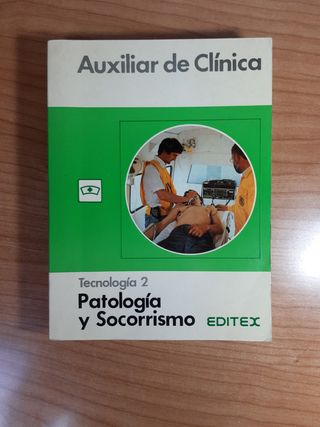 Auxiliar de Clínica
Tecnología 2
Patología
y Socorrismo EDITEX